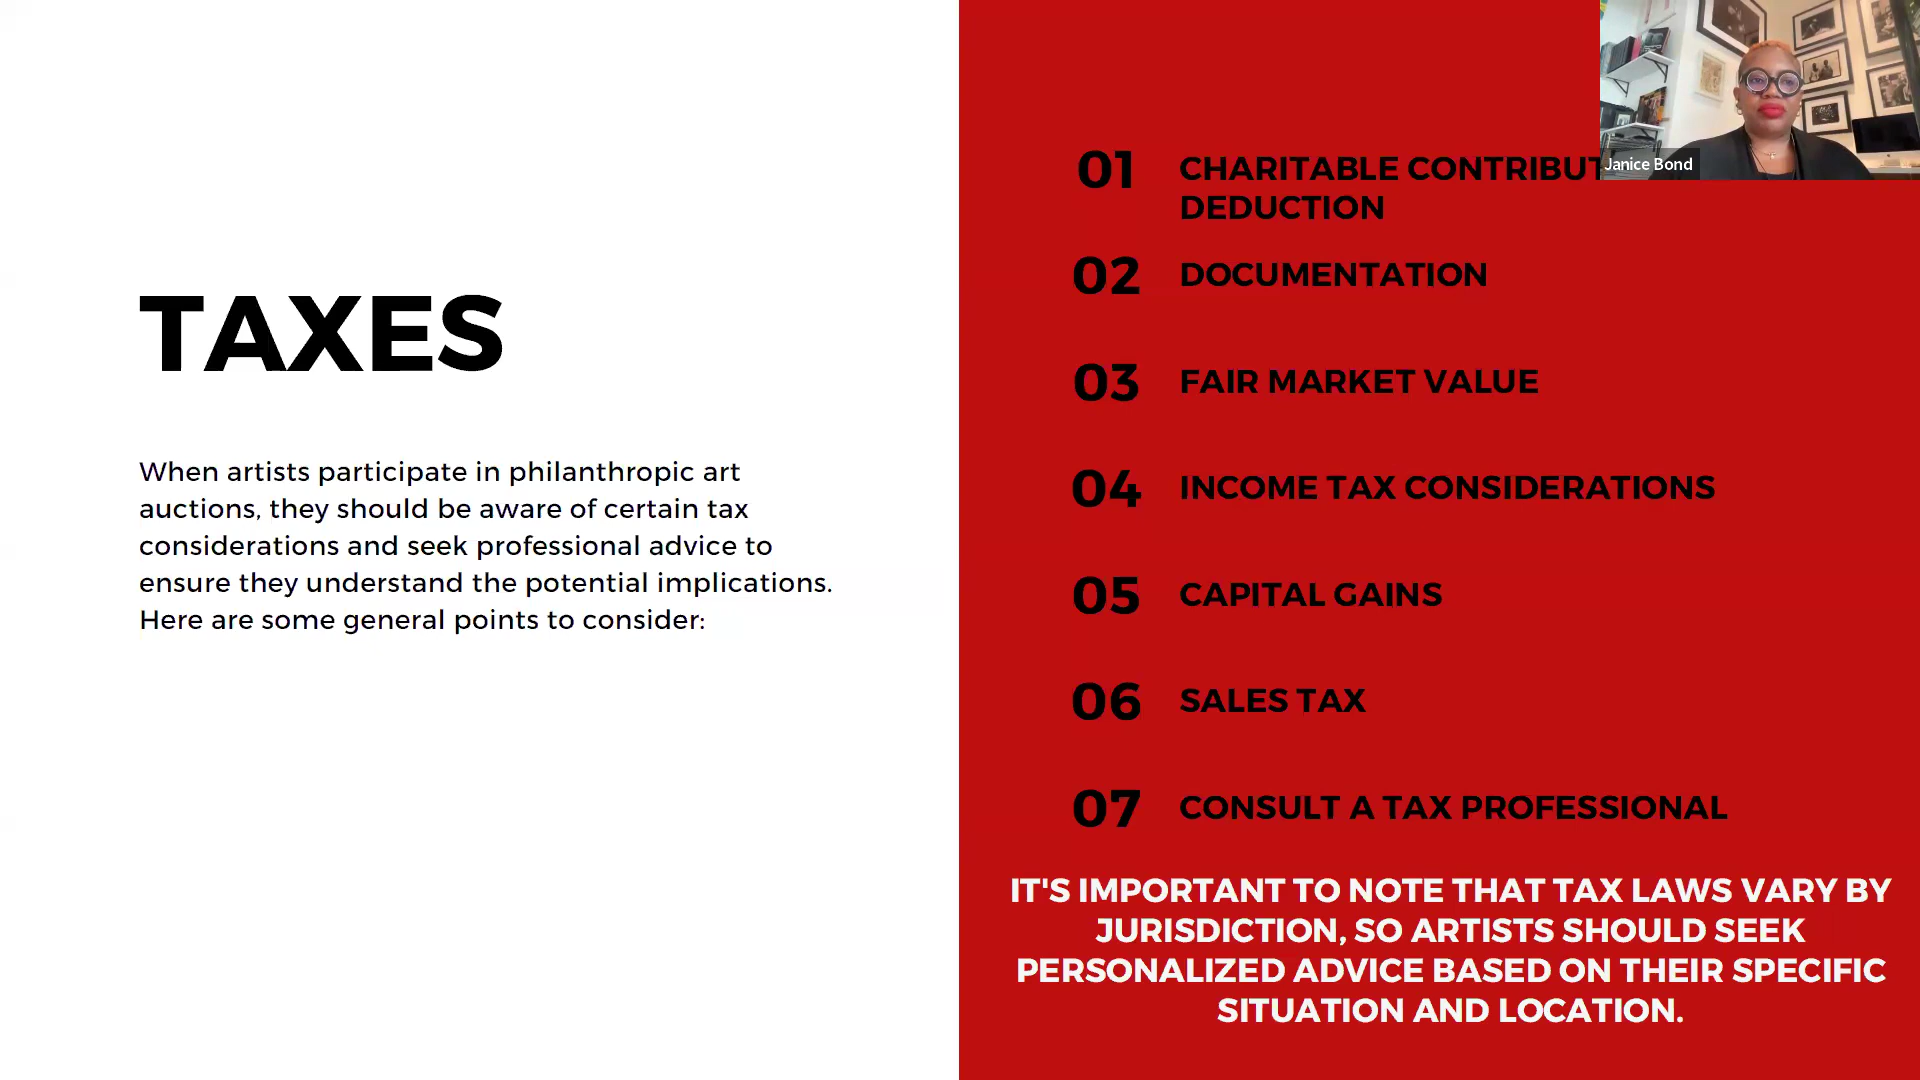 TAXES
When artists participate in philanthropic art
auctions, they should be aware of certain tax
considerations and seek professional advice to
ensure they understand the potential implications.
Here are some general points to consider:
01 CHARITABLE
DEDUCTION
02 DOCUMENTATION
03 FAIR MARKET VALUE
04 INCOME TAX CONSIDERATIONS
05 CAPITAL GAINS
06 SALES TAX
07 CONSULT A TAX PROFESSIONAL
IT'S IMPORTANT TO NOTE THAT TAX LAWS VARY BY
JURISDICTION, SO ARTISTS SHOULD SEEK
PERSONALIZED ADVICE BASED ON THEIR SPECIFIC
SITUATION AND LOCATION.
Janice Bond